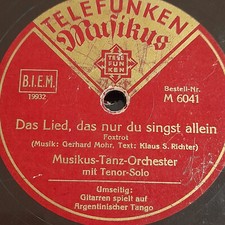 TELEFUNKEN
Musikus
TELE
FUN
KEN
B.I.E.M.
19932
Bestell-Nr.
M 6041
Das Lied, das nur du singst allein
Foxtrot
(Musik: Gerhard Mohr, Text: Klaus S. Richter)
Musikus-Tanz-Orchester
mit Tenor-Solo
Umseitig:
Gitarren spielt auf
Argentinischer Tango